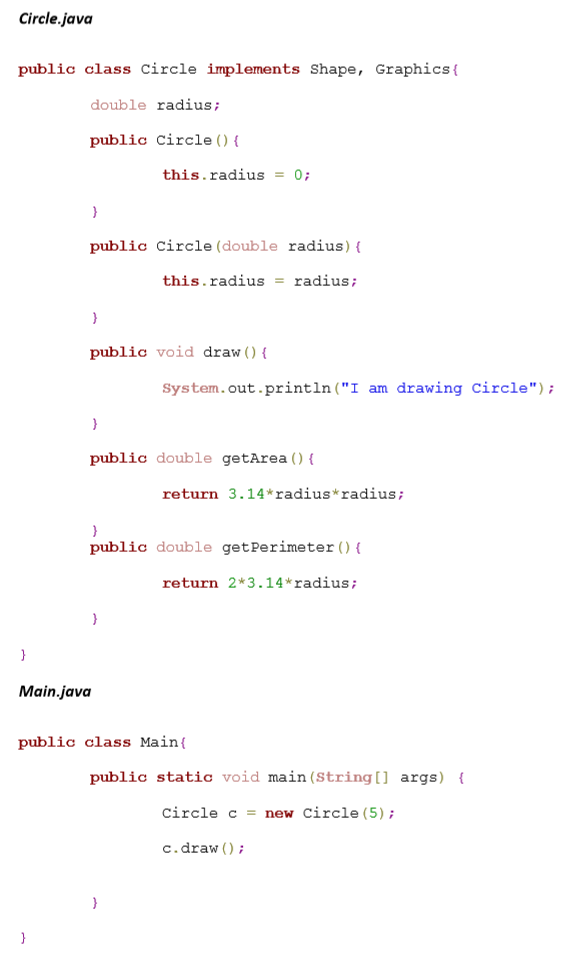 Circle.java
public class Circle implements Shape, Graphics{
double radius;
public Circle(){
this.radius = 0;
}
public Circle(double radius){
this.radius = radius;
}
public void draw(){
System.out.println("I am drawing Circle");
}
public double getArea(){
return 3.14*radius*radius;
}
public double getPerimeter(){
return 2*3.14*radius;
}
}
Main.java
public class Main{
public static void main(String[] args) {
Circle c = new Circle(5);
c.draw();
}
}